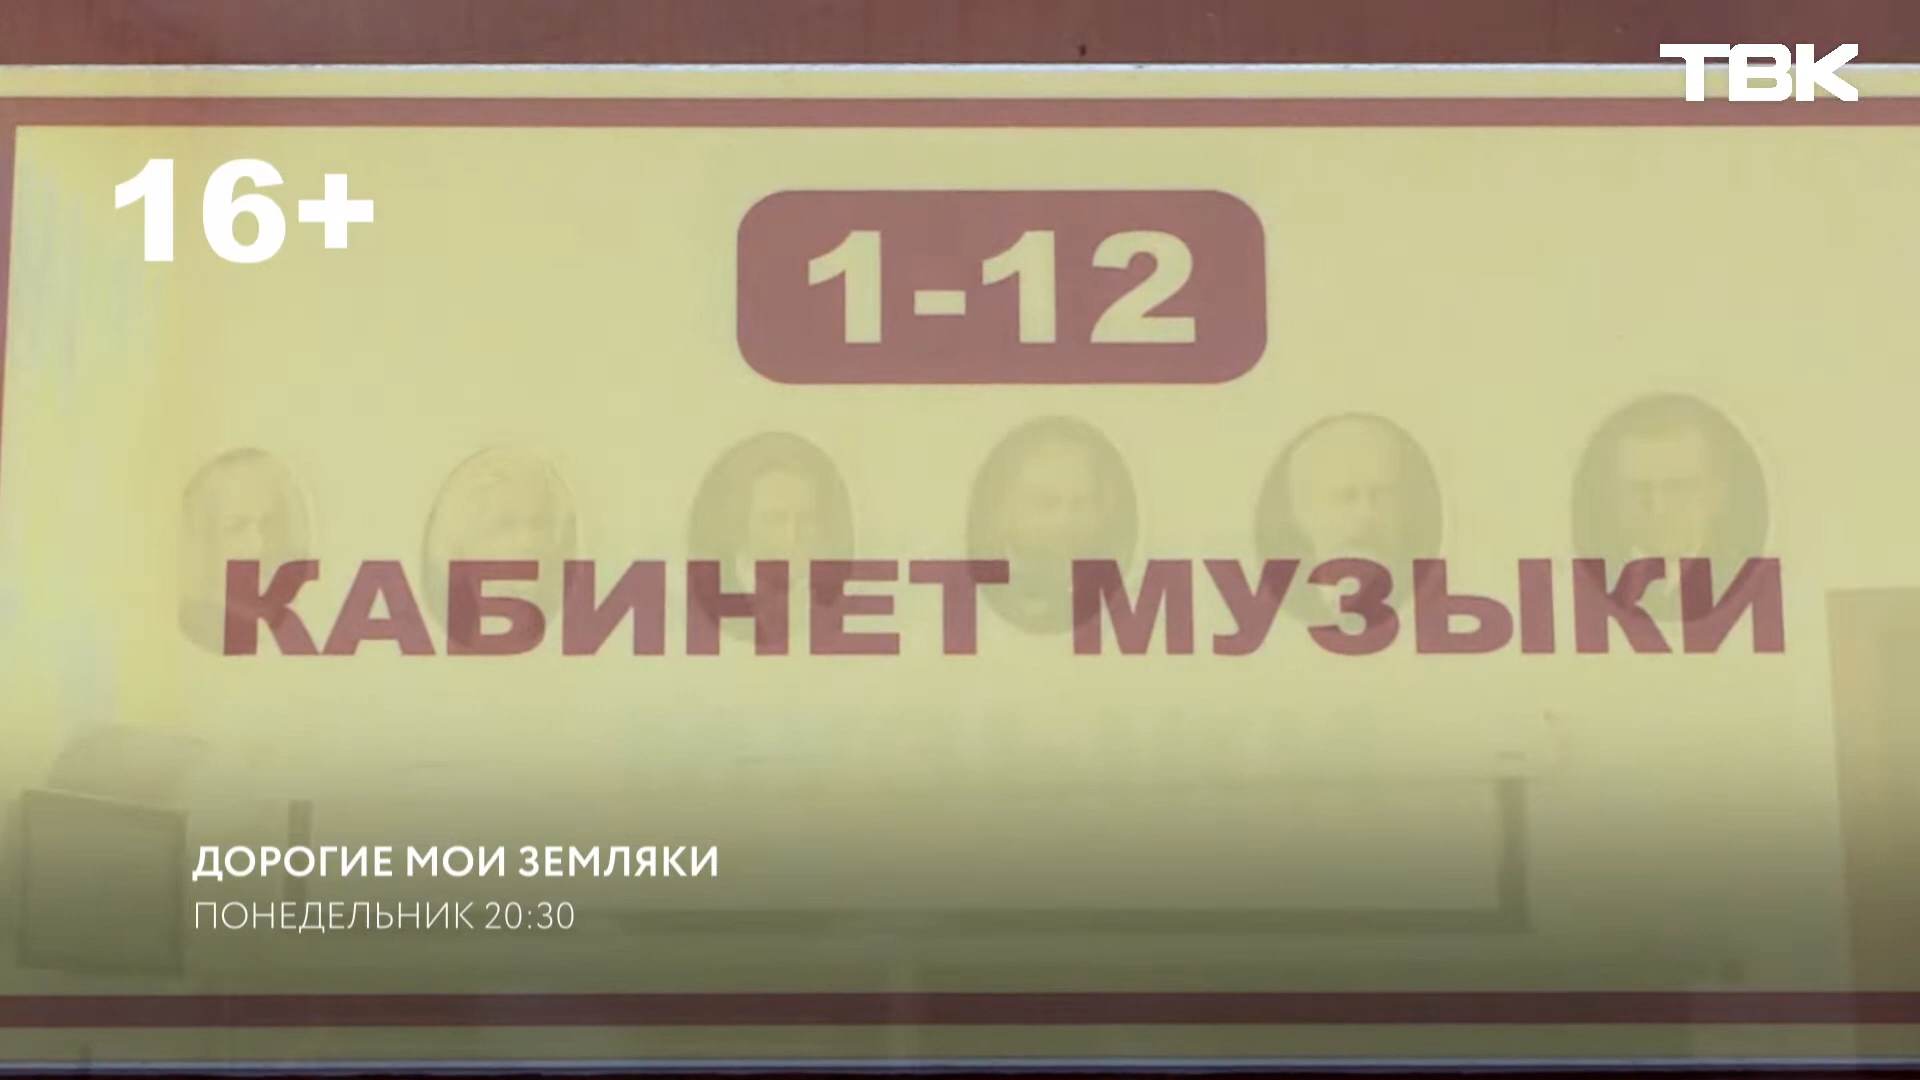 ТВК
16+
1-12
КАБИНЕТ МУЗЫКИ
ДОРОГИЕ МОИ ЗЕМЛЯКИ
ПОНЕДЕЛЬНИК 20:30